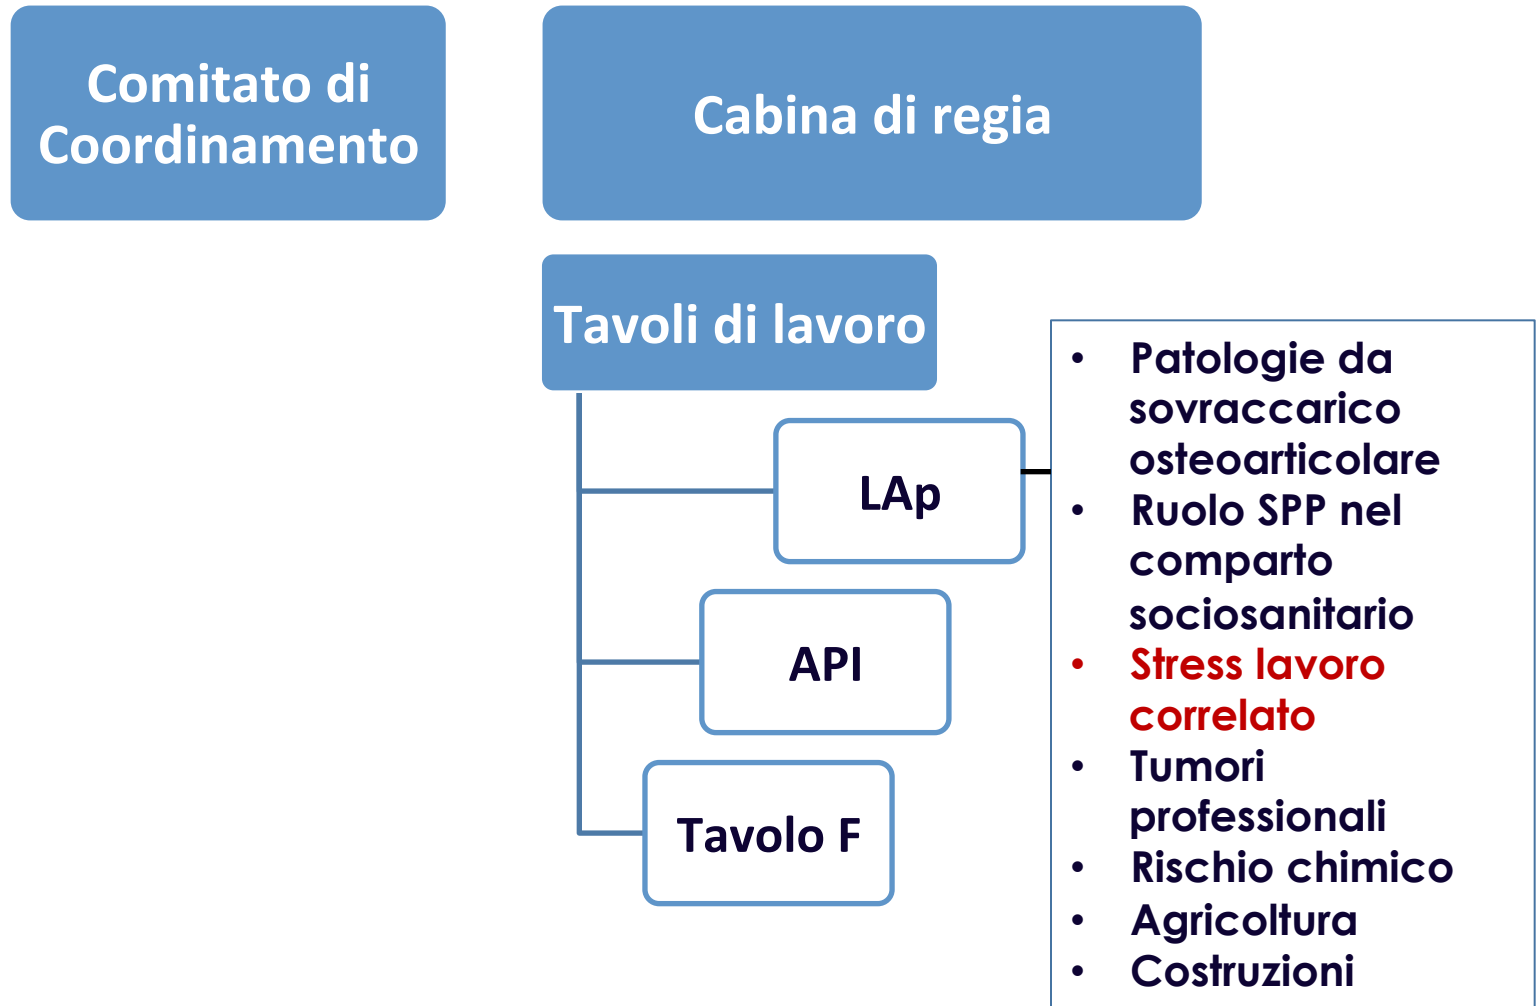 Comitato di
Coordinamento
Cabina di regia
Tavoli di lavoro
LAp
API
Tavolo F
• Patologie da
sovraccarico
osteoarticolare
• Ruolo SPP nel
comparto
sociosanitario
• Stress lavoro
correlato
• Tumori
professionali
• Rischio chimico
• Agricoltura
• Costruzioni